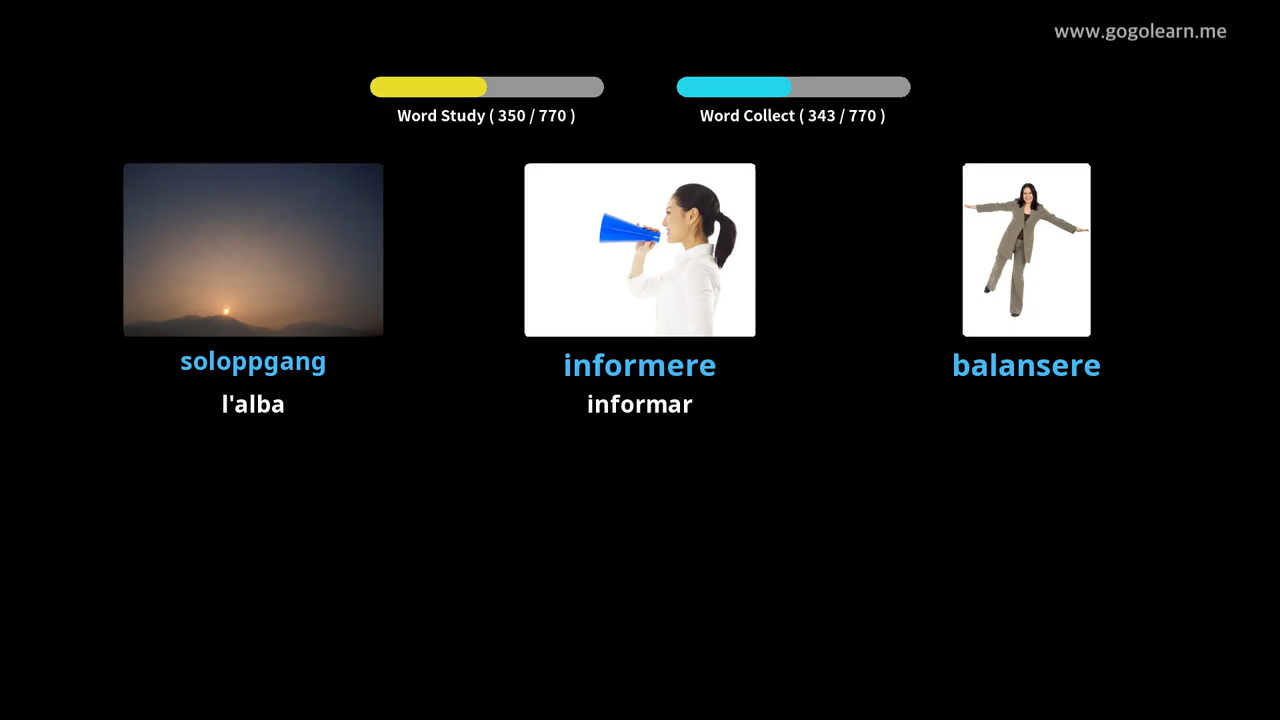 www.gogolearn.me
Word Study ( 350 / 770 )
Word Collect ( 343 / 770 )
soloppgang
l'alba
informere
informar
balansere